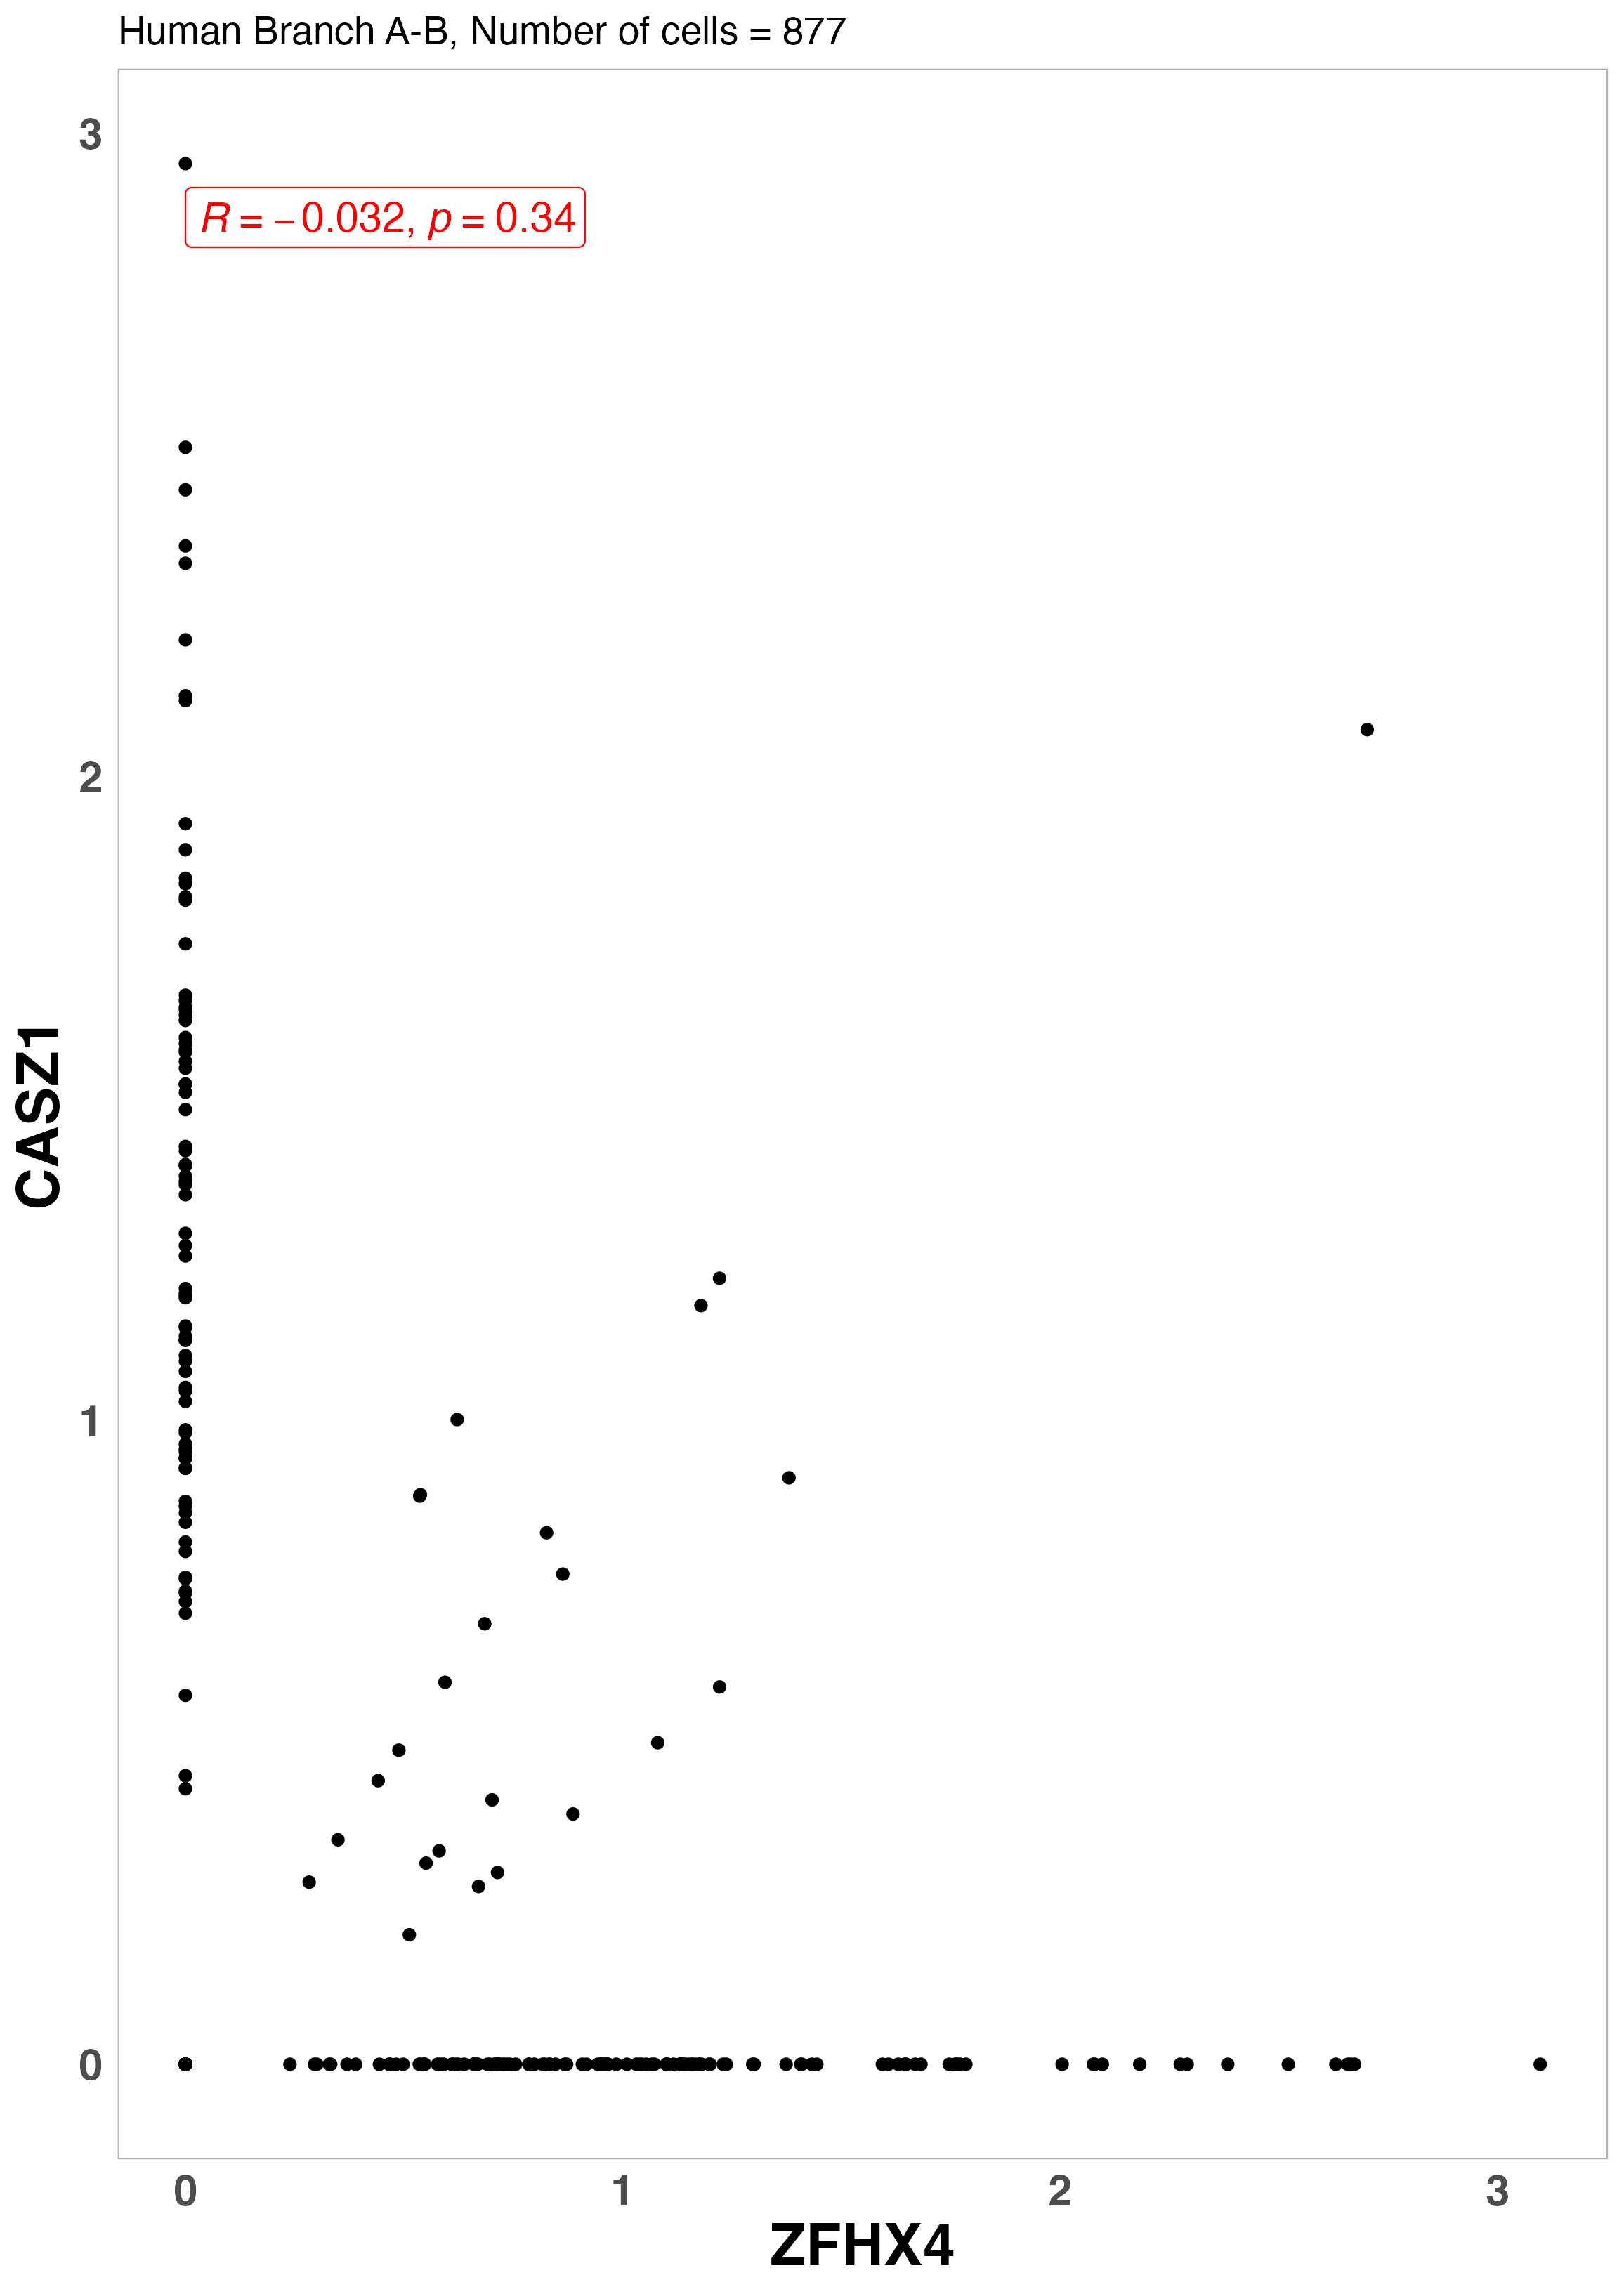 Human Branch A-B, Number of cells = 877
3
R = −0.032, p = 0.34
2
CASZ1
1
0
0 1 2 3
ZFHX4